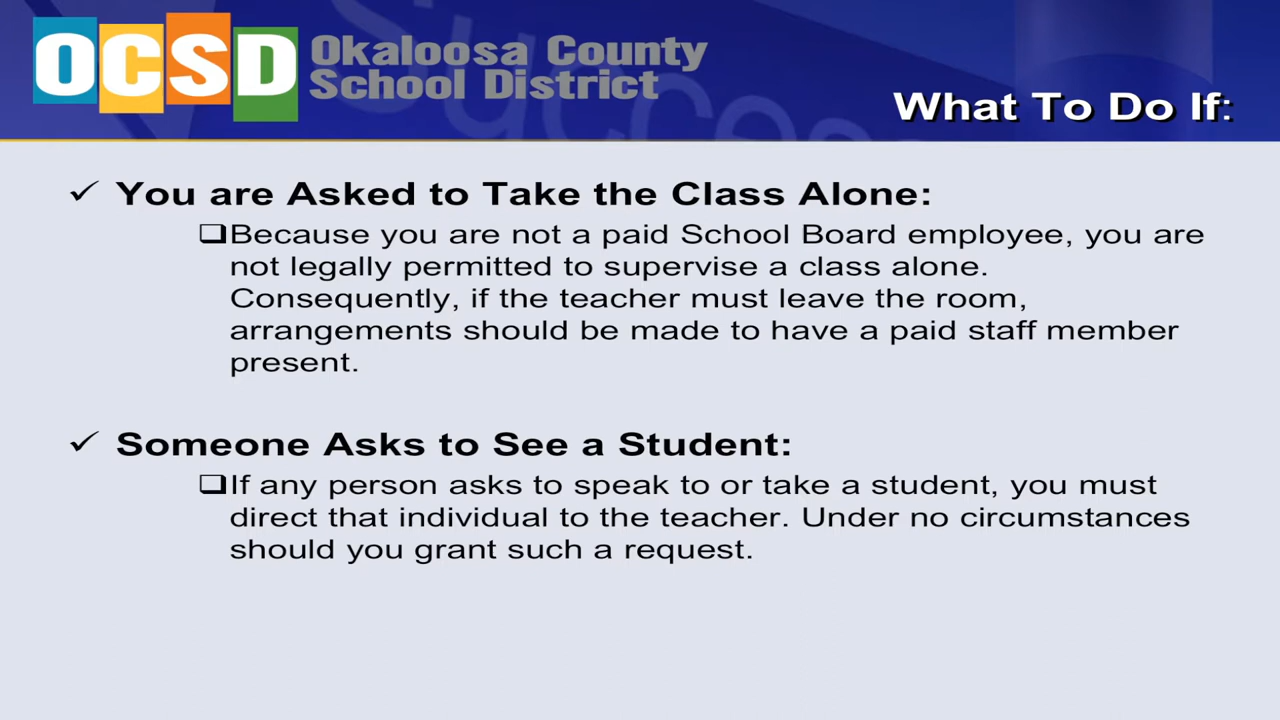 OCSD
Okaloosa County
School District
What To Do If:
✓ You are Asked to Take the Class Alone:
❑Because you are not a paid School Board employee, you are
not legally permitted to supervise a class alone.
Consequently, if the teacher must leave the room,
arrangements should be made to have a paid staff member
present.
✓ Someone Asks to See a Student:
❑If any person asks to speak to or take a student, you must
direct that individual to the teacher. Under no circumstances
should you grant such a request.